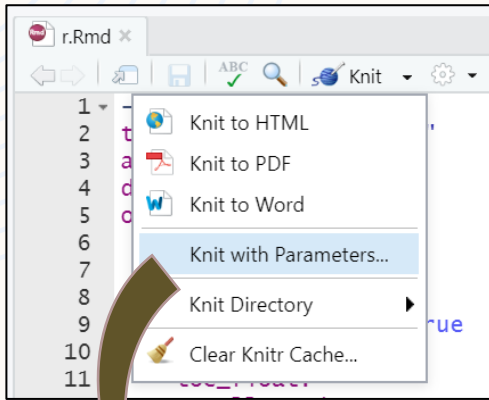 r.Rmd
ABC Knit
1 -
2 t '
3 a Knit to HTML
4 d Knit to PDF
5 o Knit to Word
6
7 Knit with Parameters...
8
9 Knit Directory rue
10 Clear Knitr Cache...
11